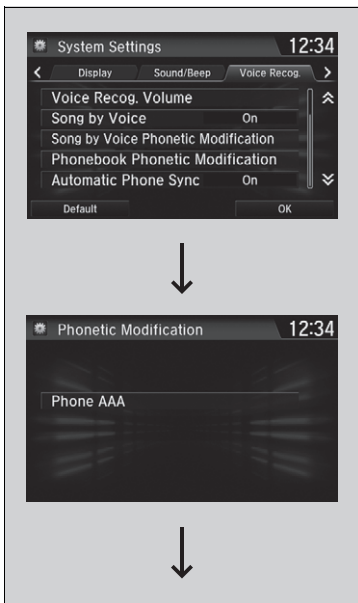 System Settings 12:34
Display Sound/Beep Voice Recog.
Voice Recog. Volume
Song by Voice On
Song by Voice Phonetic Modification
Phonebook Phonetic Modification
Automatic Phone Sync On
Default OK
Phonetic Modification 12:34
Phone AAA